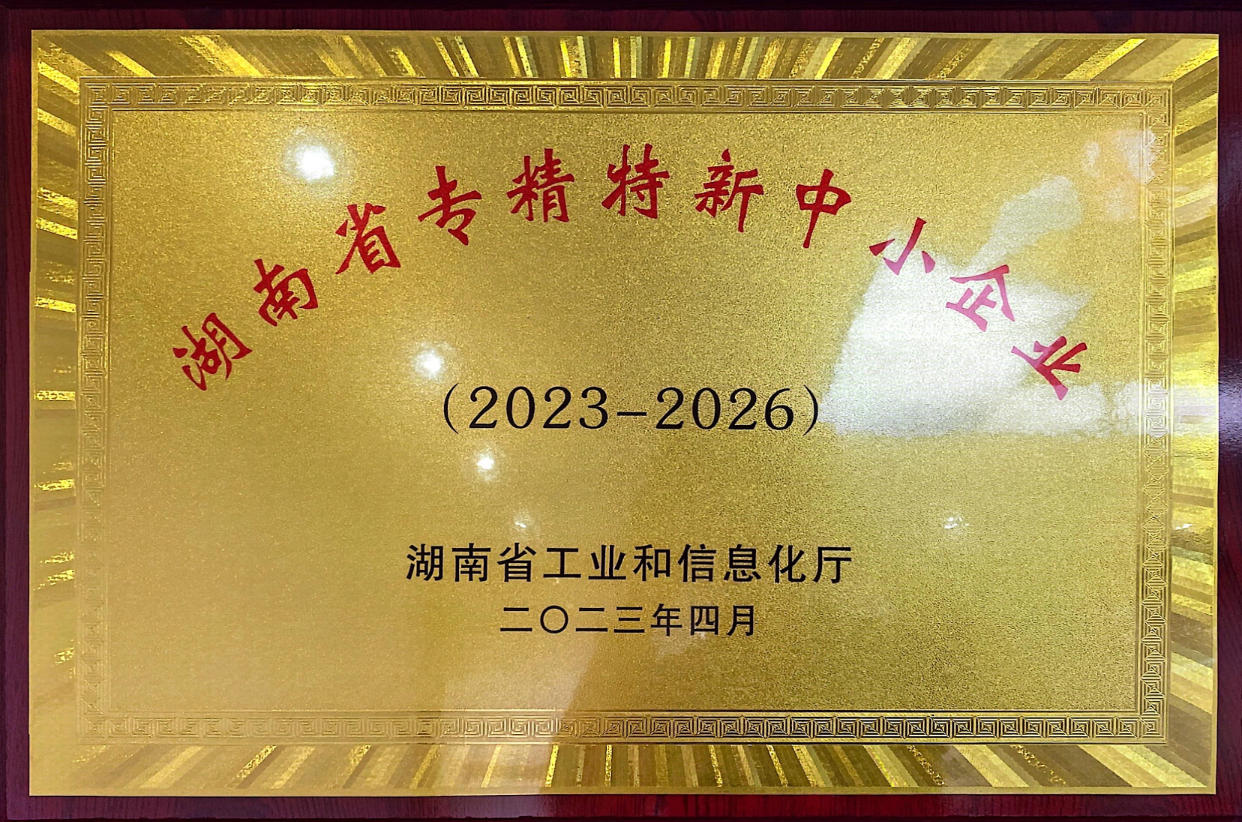 湖南省专精特新中小企业
(2023-2026)
湖南省工业和信息化厅
二〇二三年四月